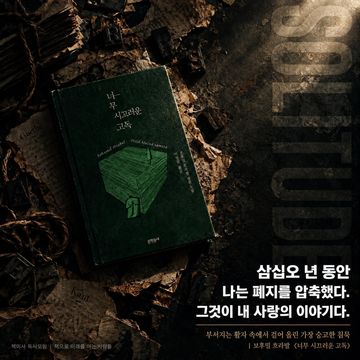 SOLITUDE
너무
시끄러운
고독
Bohumil Hrabal
문학동네
삼십오 년 동안
나는 폐지를 압축했다.
그것이 내 사랑의 이야기다.
부서지는 활자 속에서 걸어 올린 가장 숭고한 침묵
| 보후밀 흐라발 《너무 시끄러운 고독》